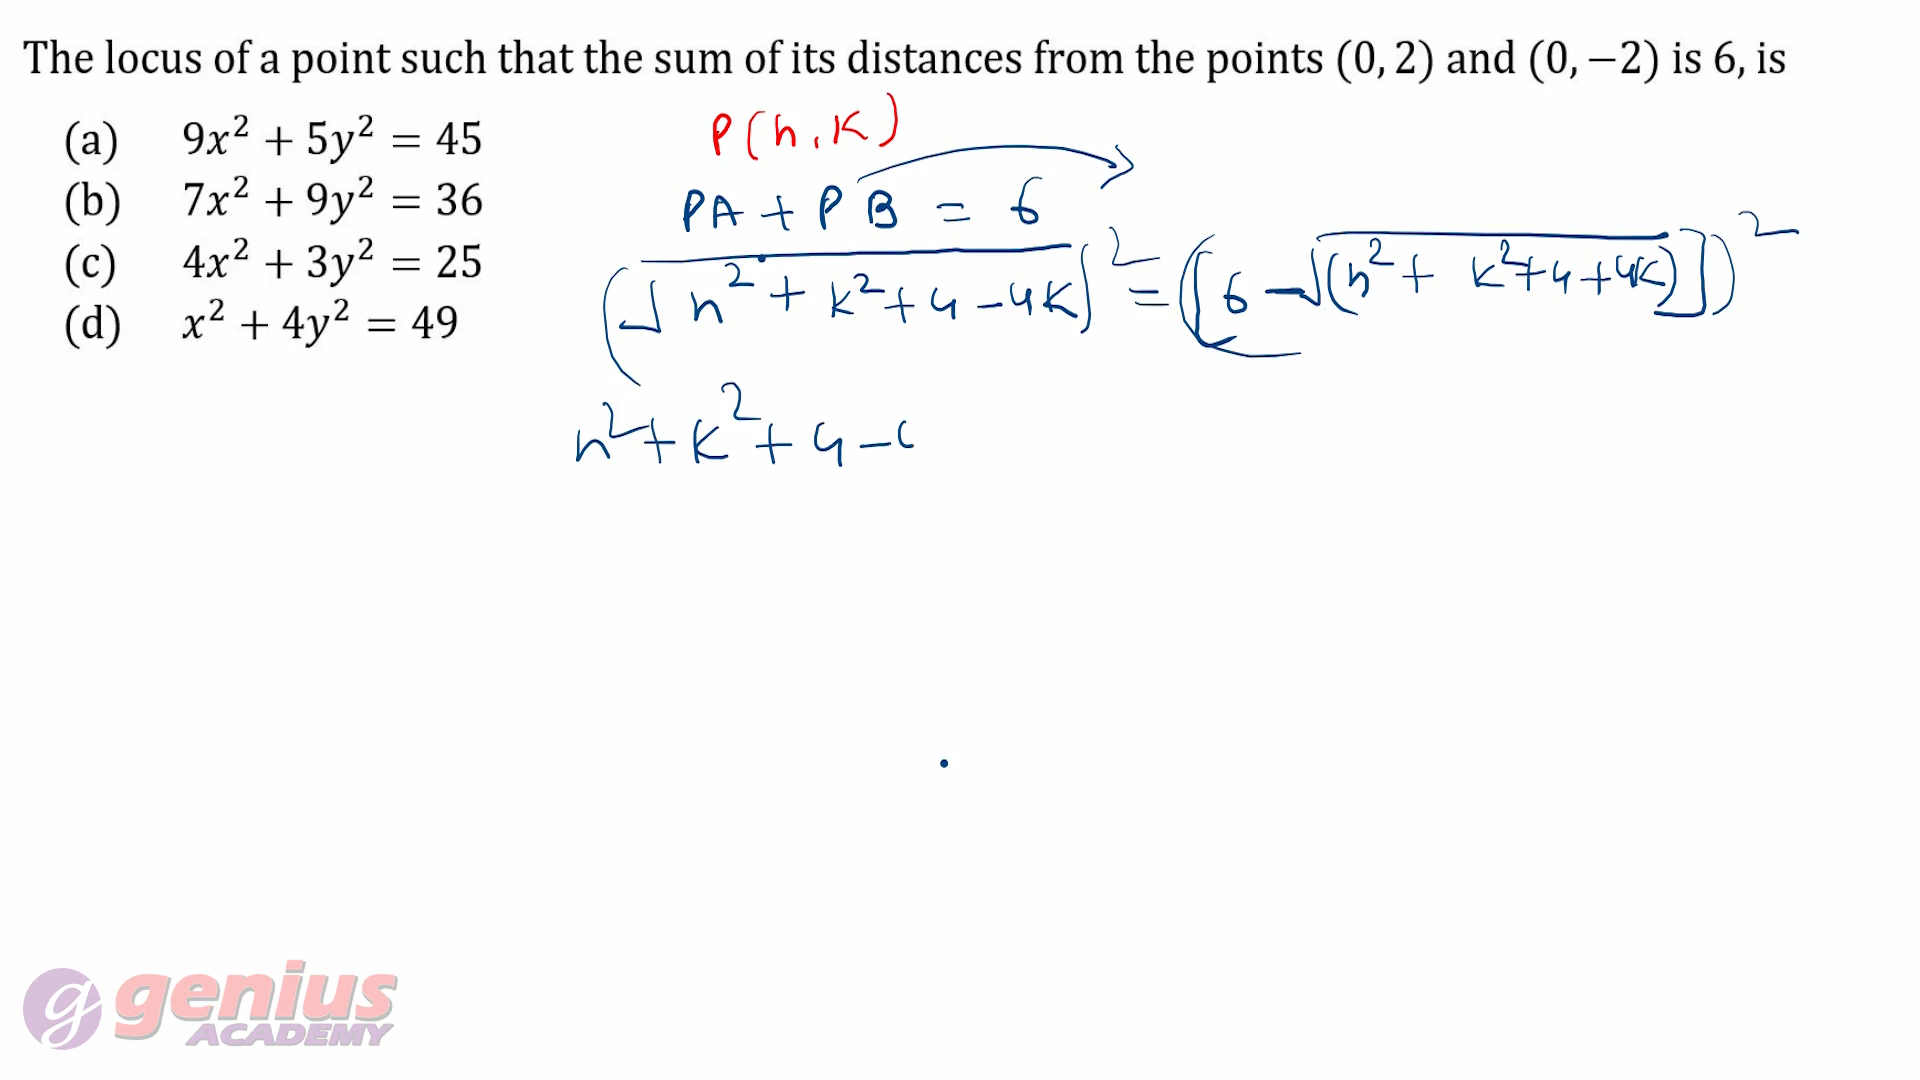 The locus of a point such that the sum of its distances from the points (0, 2) and (0, −2) is 6, is
(a) 9x² + 5y² = 45
(b) 7x² + 9y² = 36
(c) 4x² + 3y² = 25
(d) x² + 4y² = 49
P(h,K)
PA + PB = 6
(√h² + k² + 4 − 4K)² = ([6 − √(h² + k² + 4 + 4K)])²
h² + K² + 4 −
genius
ACADEMY